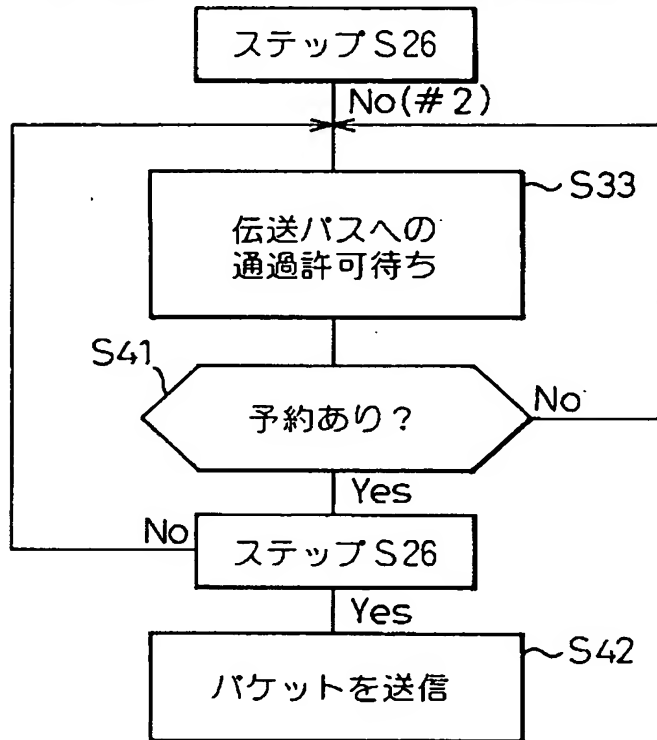 ステップS26
No(#2)
S33
伝送パスへの
通過許可待ち
S41
予約あり?
No
Yes
No
ステップS26
Yes
S42
パケットを送信